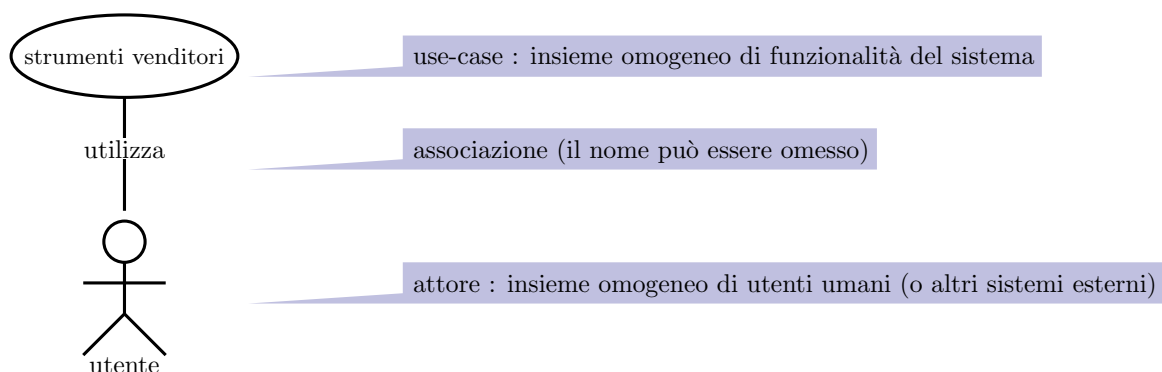 strumenti venditori
use-case : insieme omogeneo di funzionalità del sistema
utilizza
associazione (il nome può essere omesso)
attore : insieme omogeneo di utenti umani (o altri sistemi esterni)
utente